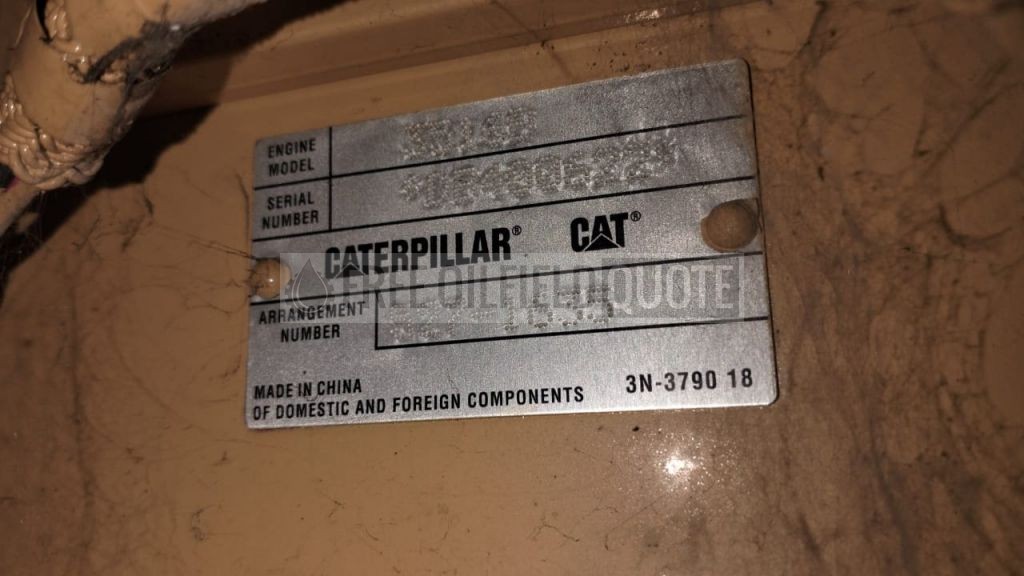 ENGINE
MODEL
SERIAL
NUMBER
CATERPILLAR® CAT®
FREE OILFIELD QUOTE
ARRANGEMENT
NUMBER
MADE IN CHINA
OF DOMESTIC AND FOREIGN COMPONENTS
3N-3790 18